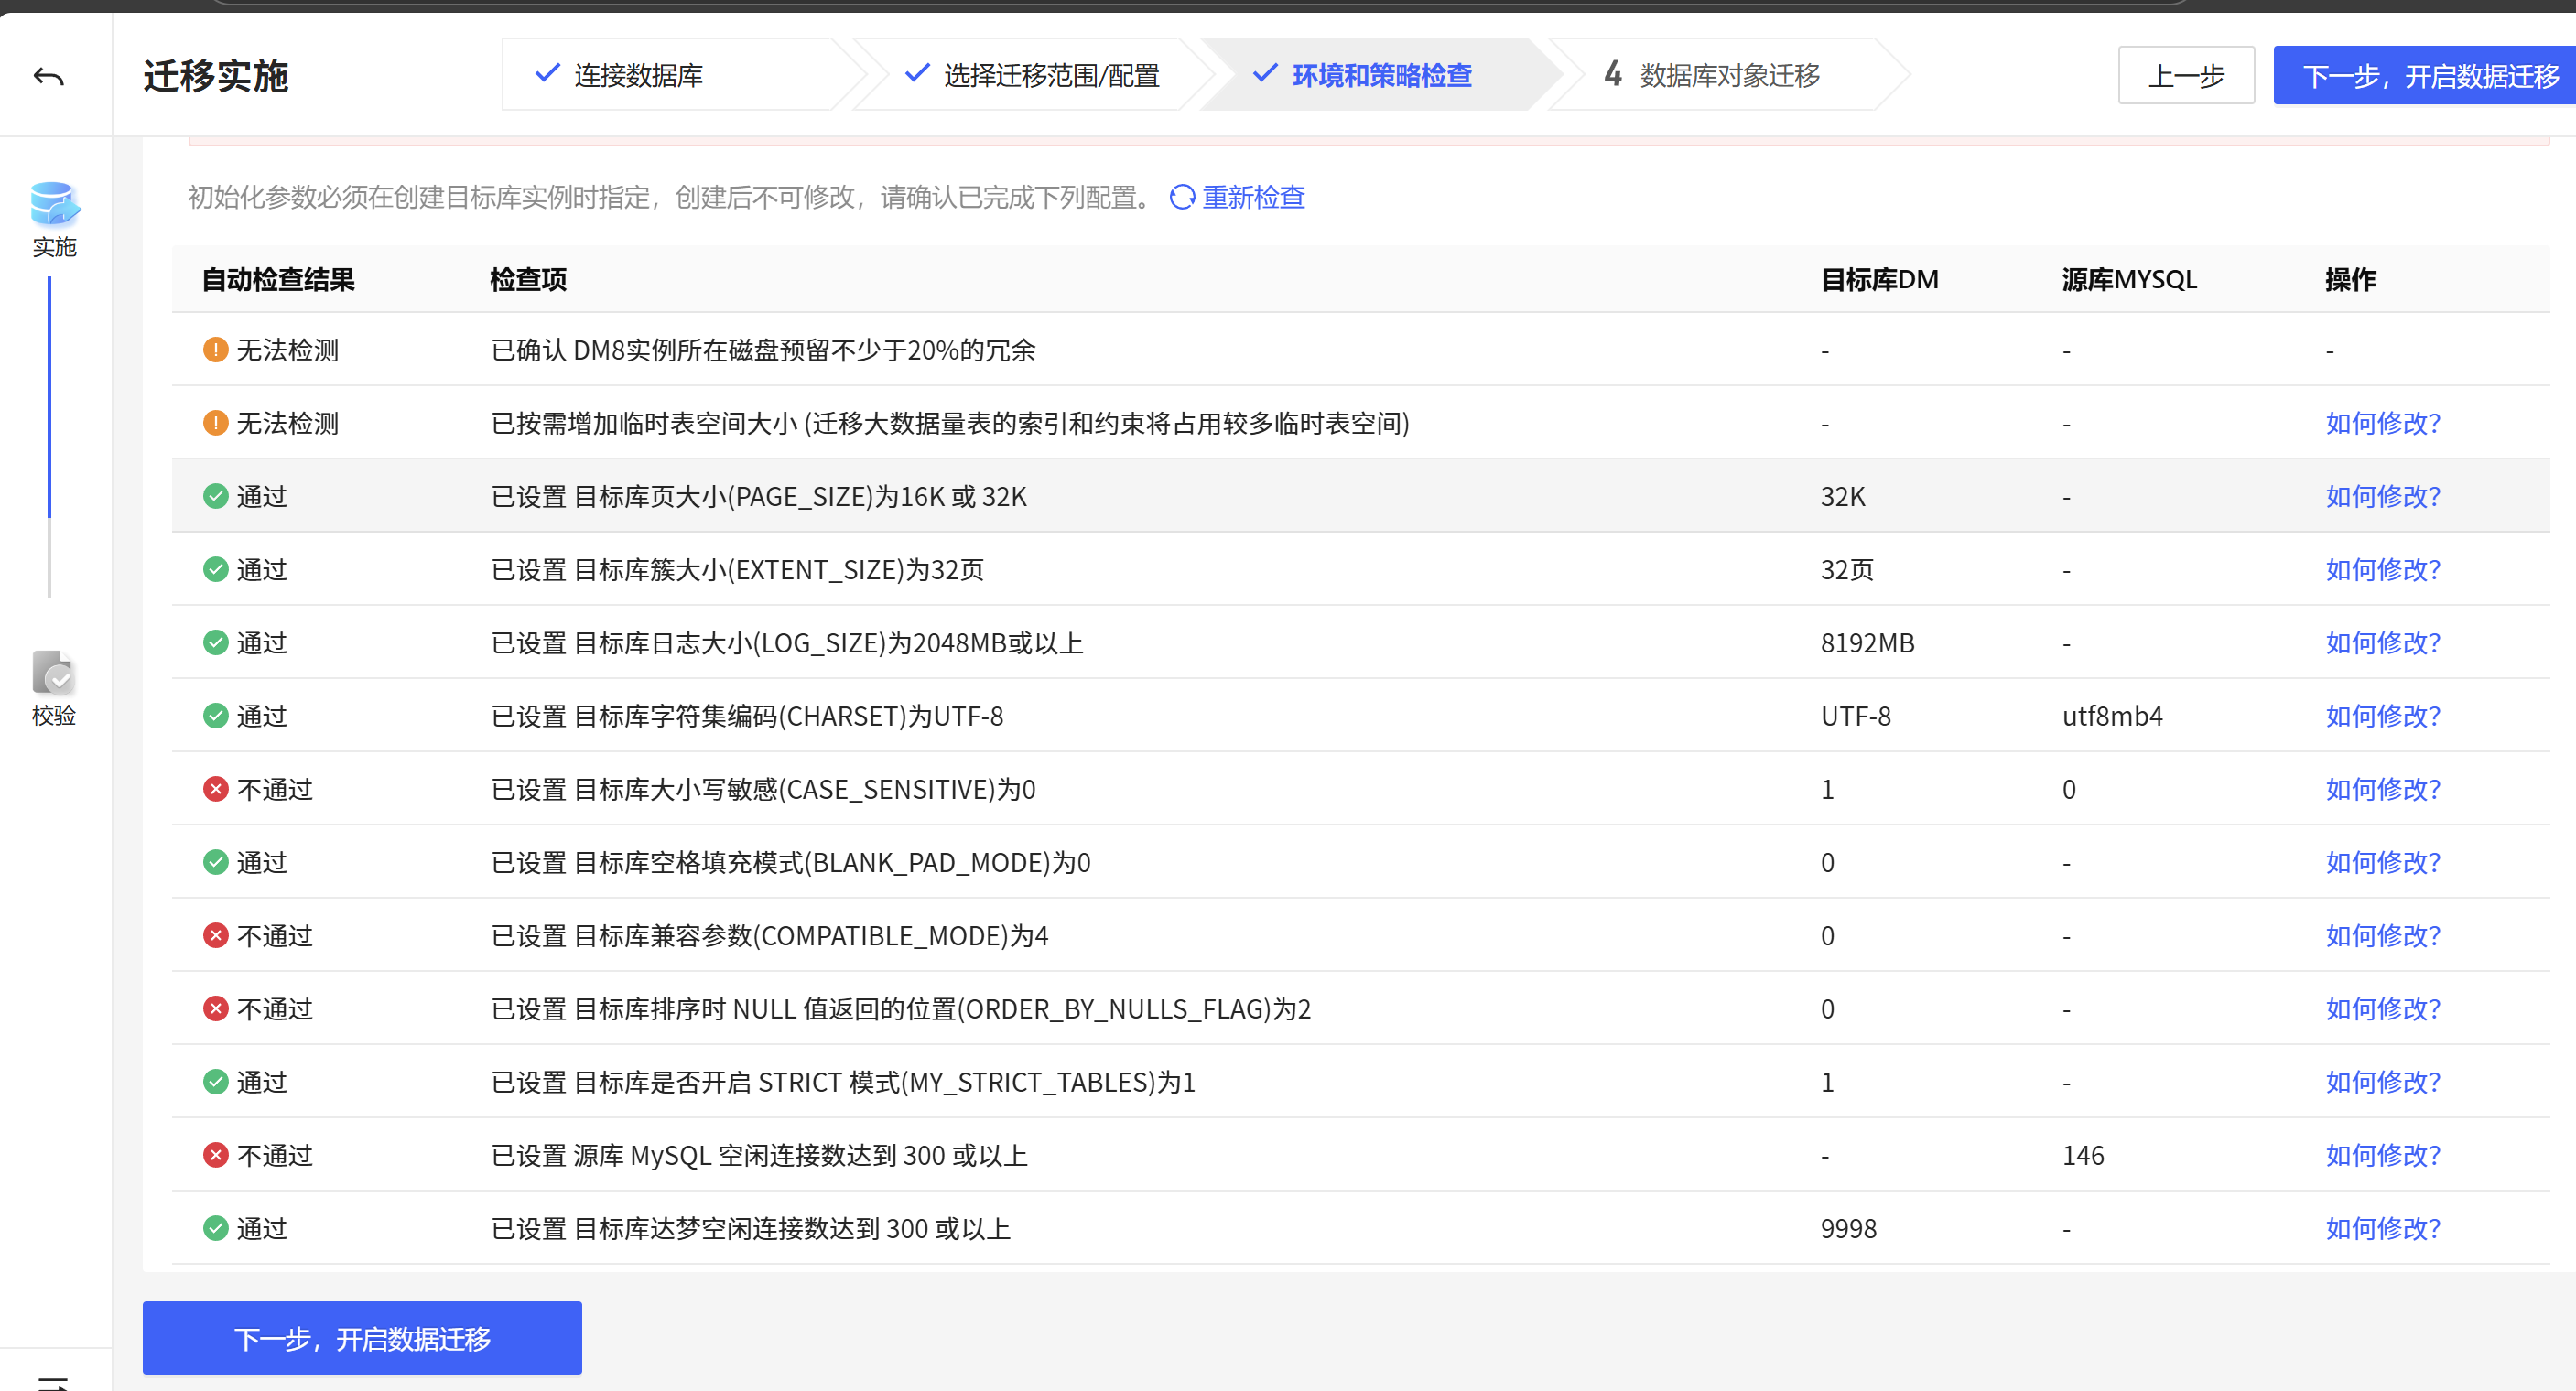 迁移实施
连接数据库
选择迁移范围/配置
环境和策略检查
4 数据库对象迁移
上一步
下一步，开启数据迁移
实施
校验
初始化参数必须在创建目标库实例时指定，创建后不可修改，请确认已完成下列配置。 重新检查
自动检查结果 检查项 目标库DM 源库MYSQL 操作
无法检测 已确认 DM8实例所在磁盘预留不少于20%的冗余 - - -
无法检测 已按需增加临时表空间大小 (迁移大数据量表的索引和约束将占用较多临时表空间) - - 如何修改?
通过 已设置 目标库页大小(PAGE_SIZE)为16K 或 32K 32K - 如何修改?
通过 已设置 目标库簇大小(EXTENT_SIZE)为32页 32页 - 如何修改?
通过 已设置 目标库日志大小(LOG_SIZE)为2048MB或以上 8192MB - 如何修改?
通过 已设置 目标库字符集编码(CHARSET)为UTF-8 UTF-8 utf8mb4 如何修改?
不通过 已设置 目标库大小写敏感(CASE_SENSITIVE)为0 1 0 如何修改?
通过 已设置 目标库空格填充模式(BLANK_PAD_MODE)为0 0 - 如何修改?
不通过 已设置 目标库兼容参数(COMPATIBLE_MODE)为4 0 - 如何修改?
不通过 已设置 目标库排序时 NULL 值返回的位置(ORDER_BY_NULLS_FLAG)为2 0 - 如何修改?
通过 已设置 目标库是否开启 STRICT 模式(MY_STRICT_TABLES)为1 1 - 如何修改?
不通过 已设置 源库 MySQL 空闲连接数达到 300 或以上 - 146 如何修改?
通过 已设置 目标库达梦空闲连接数达到 300 或以上 9998 - 如何修改?
下一步，开启数据迁移